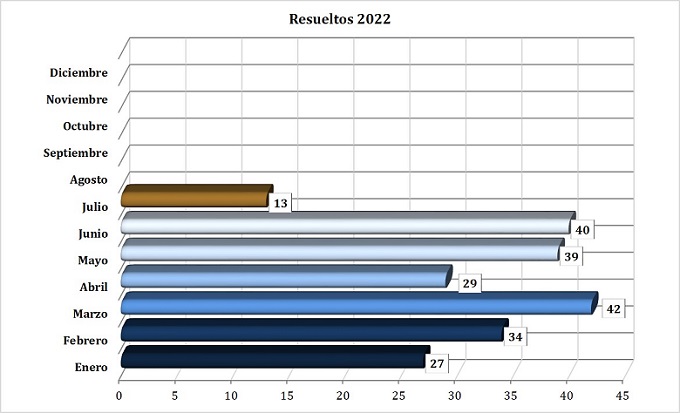 Resueltos 2022
Diciembre
Noviembre
Octubre
Septiembre
Agosto
Julio 13
Junio 40
Mayo 39
Abril 29
Marzo 42
Febrero 34
Enero 27
0 5 10 15 20 25 30 35 40 45